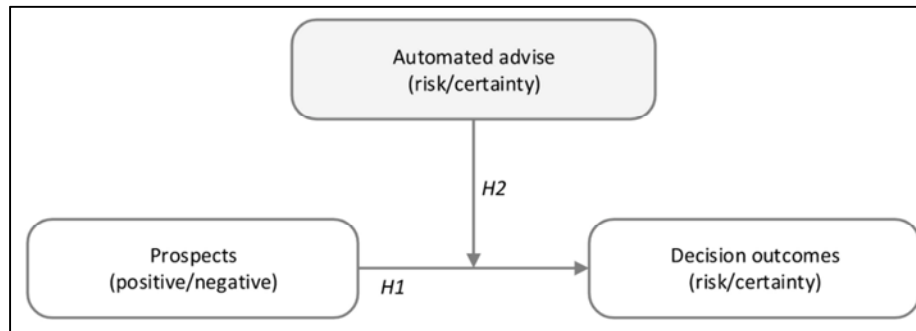 Automated advise
(risk/certainty)
H2
Prospects
(positive/negative)
H1
Decision outcomes
(risk/certainty)